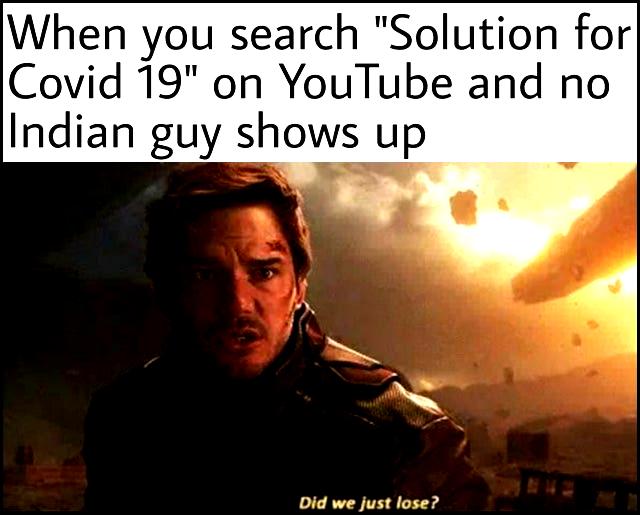 When you search "Solution for
Covid 19" on YouTube and no
Indian guy shows up
Did we just lose?